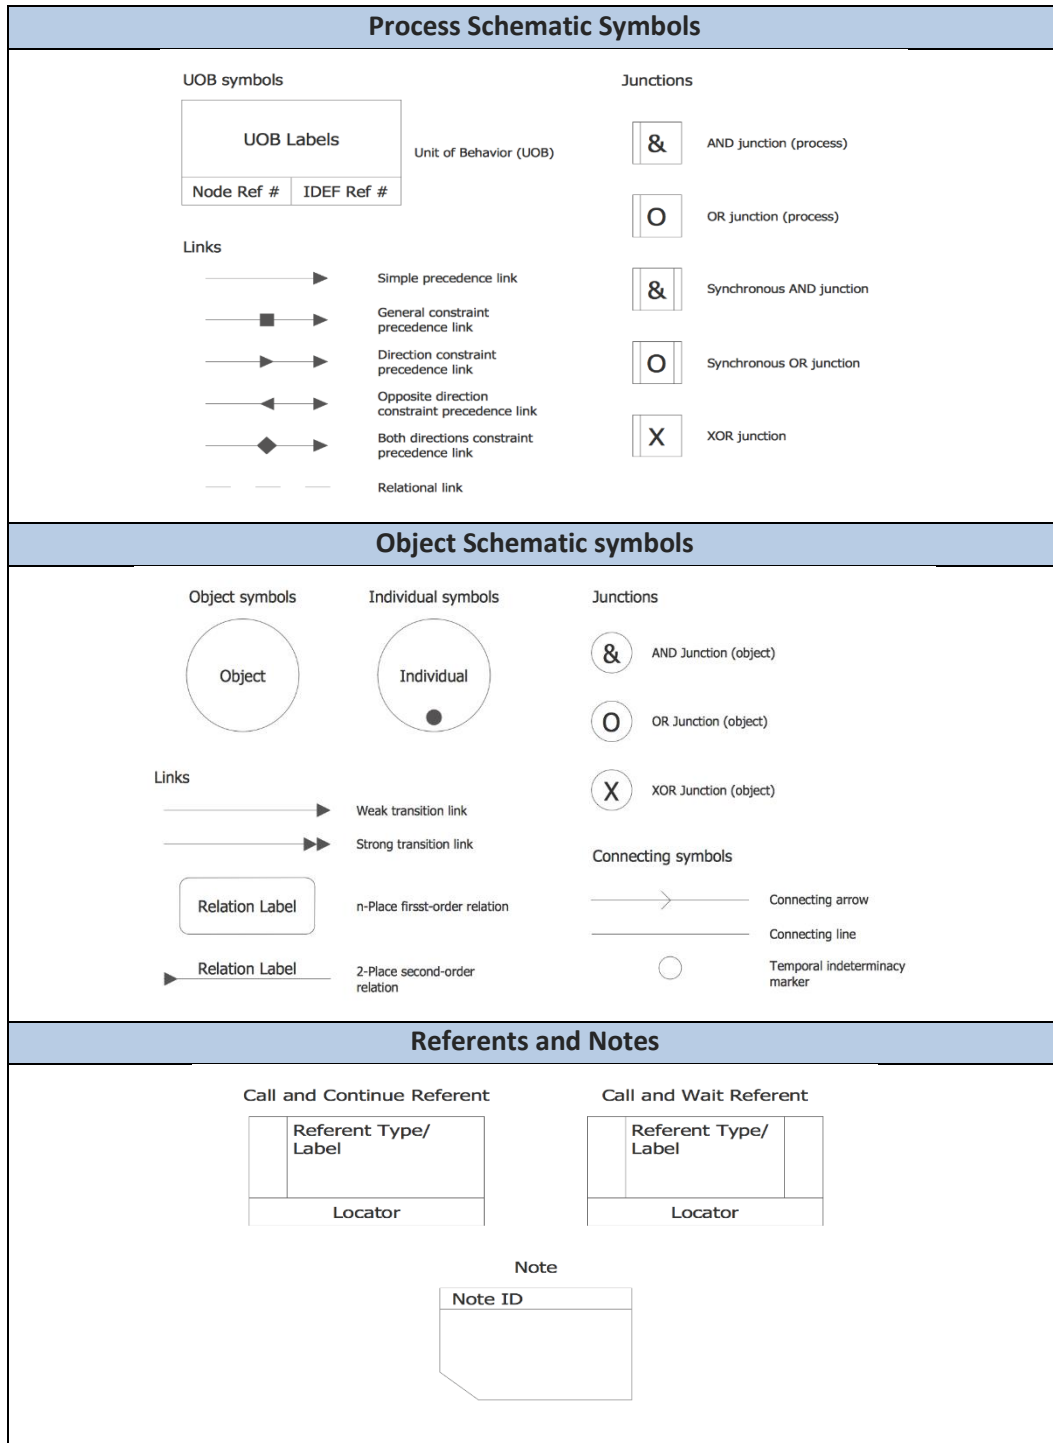 Process Schematic Symbols
UOB symbols
UOB Labels
Node Ref #
IDEF Ref #
Unit of Behavior (UOB)
Links
Simple precedence link
General constraint
precedence link
Direction constraint
precedence link
Opposite direction
constraint precedence link
Both directions constraint
precedence link
Relational link
Junctions
&
AND junction (process)
O
OR junction (process)
&
Synchronous AND junction
O
Synchronous OR junction
X
XOR junction
Object Schematic symbols
Object symbols
Object
Individual symbols
Individual
Links
Weak transition link
Strong transition link
Relation Label
n-Place firsst-order relation
Relation Label
2-Place second-order
relation
Junctions
&
AND Junction (object)
O
OR Junction (object)
X
XOR Junction (object)
Connecting symbols
Connecting arrow
Connecting line
Temporal indeterminacy
marker
Referents and Notes
Call and Continue Referent
Referent Type/
Label
Locator
Call and Wait Referent
Referent Type/
Label
Locator
Note
Note ID